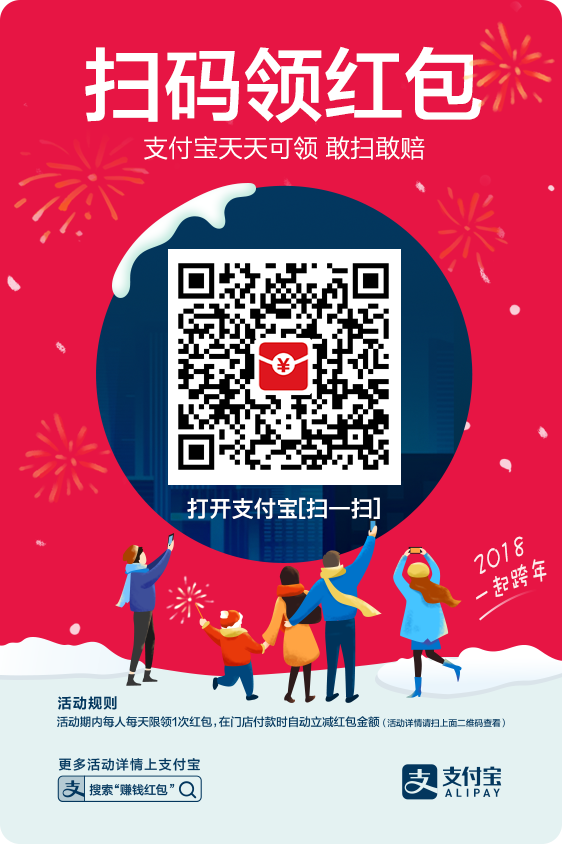 扫码领红包
支付宝天天可领 敢扫敢赔
¥
打开支付宝[扫一扫]
2018
一起跨年
活动规则
活动期内每人每天限领1次红包，在门店付款时自动立减红包金额（活动详情请扫上面二维码查看）
更多活动详情上支付宝
支 搜索“赚钱红包”
支 支付宝
ALIPAY